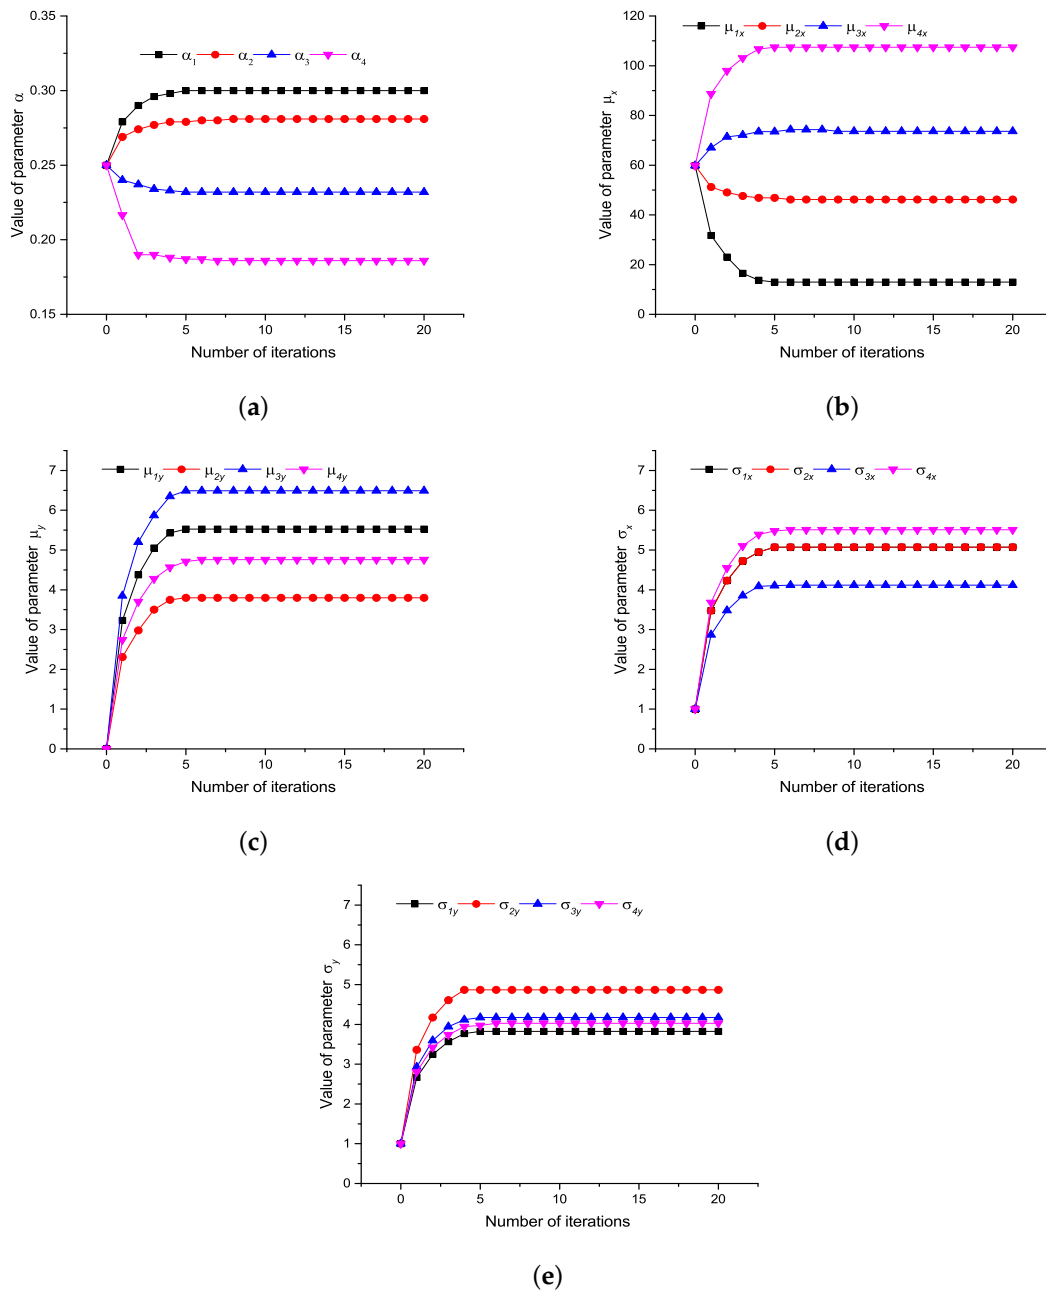 0.35
0.30
0.25
0.20
0.15
Value of parameter α
α1 α2 α3 α4
0 5 10 15 20
Number of iterations
(a)
120
100
80
60
40
20
0
Value of parameter μx
μ1x μ2x μ3x μ4x
0 5 10 15 20
Number of iterations
(b)
7
6
5
4
3
2
1
0
Value of parameter μy
μ1y μ2y μ3y μ4y
0 5 10 15 20
Number of iterations
(c)
7
6
5
4
3
2
1
0
Value of parameter σx
σ1x σ2x σ3x σ4x
0 5 10 15 20
Number of iterations
(d)
7
6
5
4
3
2
1
0
Value of parameter σy
σ1y σ2y σ3y σ4y
0 5 10 15 20
Number of iterations
(e)